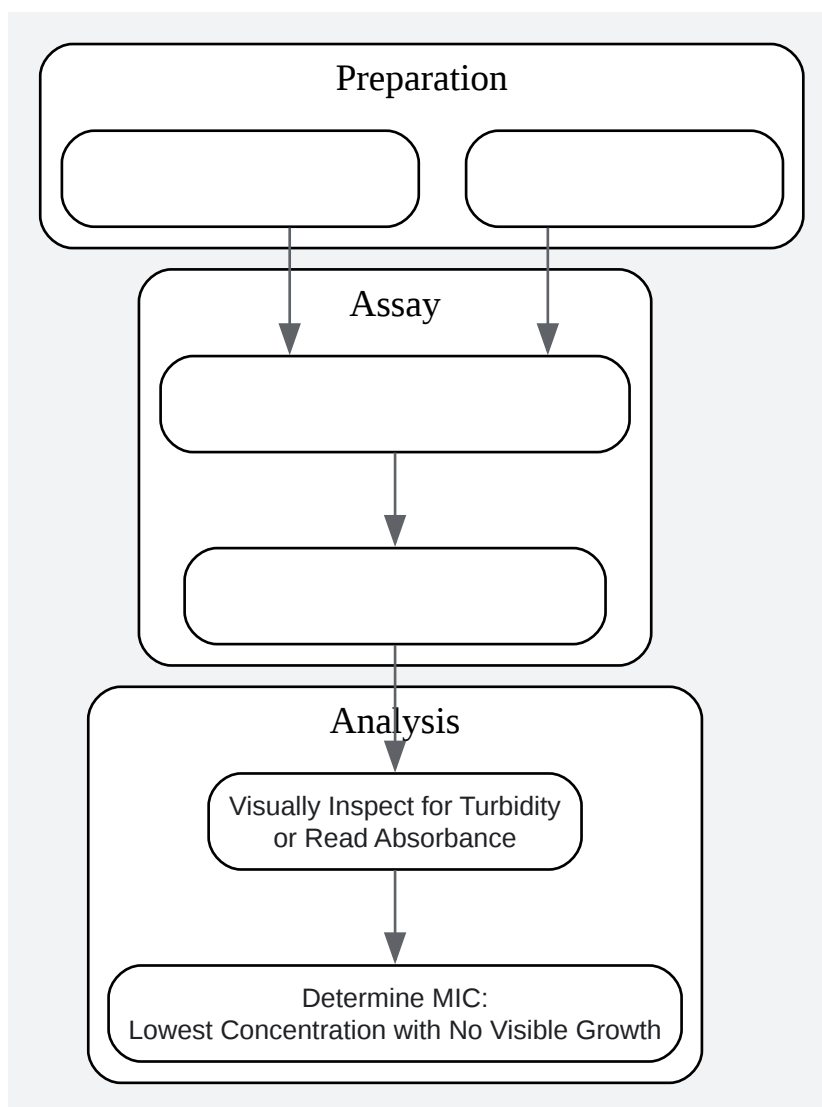 Preparation
Assay
Analysis
Visually Inspect for Turbidity
or Read Absorbance
Determine MIC:
Lowest Concentration with No Visible Growth